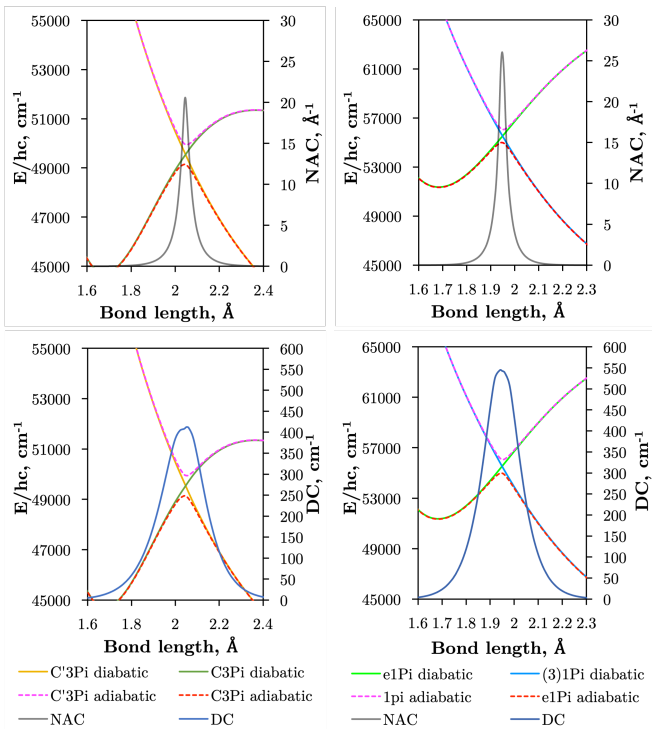 55000
53000
51000
49000
47000
45000
E/hc, cm-1
30
25
20
15
10
5
0
NAC, Å-1
1.6 1.8 2 2.2 2.4
Bond length, Å
65000
61000
57000
53000
49000
45000
E/hc, cm-1
30
25
20
15
10
5
0
NAC, Å-1
1.6 1.7 1.8 1.9 2 2.1 2.2 2.3
Bond length, Å
55000
53000
51000
49000
47000
45000
E/hc, cm-1
600
550
500
450
400
350
300
250
200
150
100
50
0
DC, cm-1
1.6 1.8 2 2.2 2.4
Bond length, Å
65000
61000
57000
53000
49000
45000
E/hc, cm-1
600
550
500
450
400
350
300
250
200
150
100
50
0
DC, cm-1
1.6 1.7 1.8 1.9 2 2.1 2.2 2.3
Bond length, Å
C'3Pi diabatic C3Pi diabatic
C'3Pi adiabatic C3Pi adiabatic
NAC DC
e1Pi diabatic (3)1Pi diabatic
1pi adiabatic e1Pi adiabatic
NAC DC